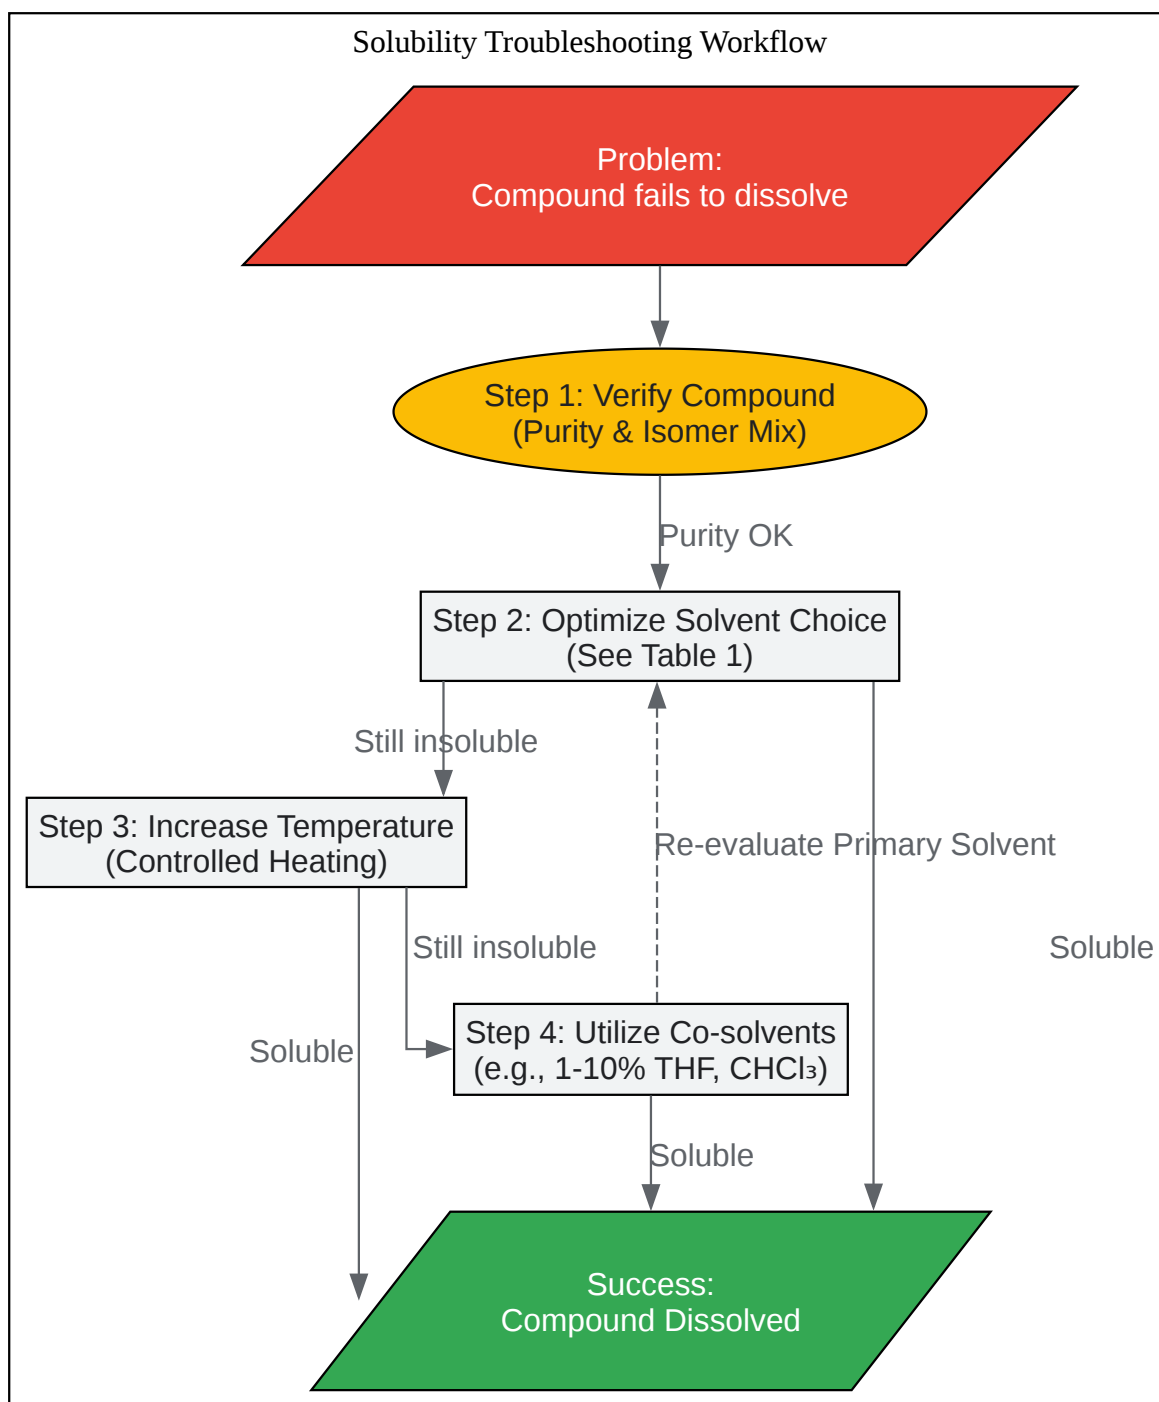 Solubility Troubleshooting Workflow
Problem:
Compound fails to dissolve
Step 1: Verify Compound
(Purity & Isomer Mix)
Purity OK
Step 2: Optimize Solvent Choice
(See Table 1)
Still insoluble
Step 3: Increase Temperature
(Controlled Heating)
Re-evaluate Primary Solvent
Still insoluble
Soluble
Step 4: Utilize Co-solvents
(e.g., 1-10% THF, CHCl₃)
Soluble
Soluble
Success:
Compound Dissolved